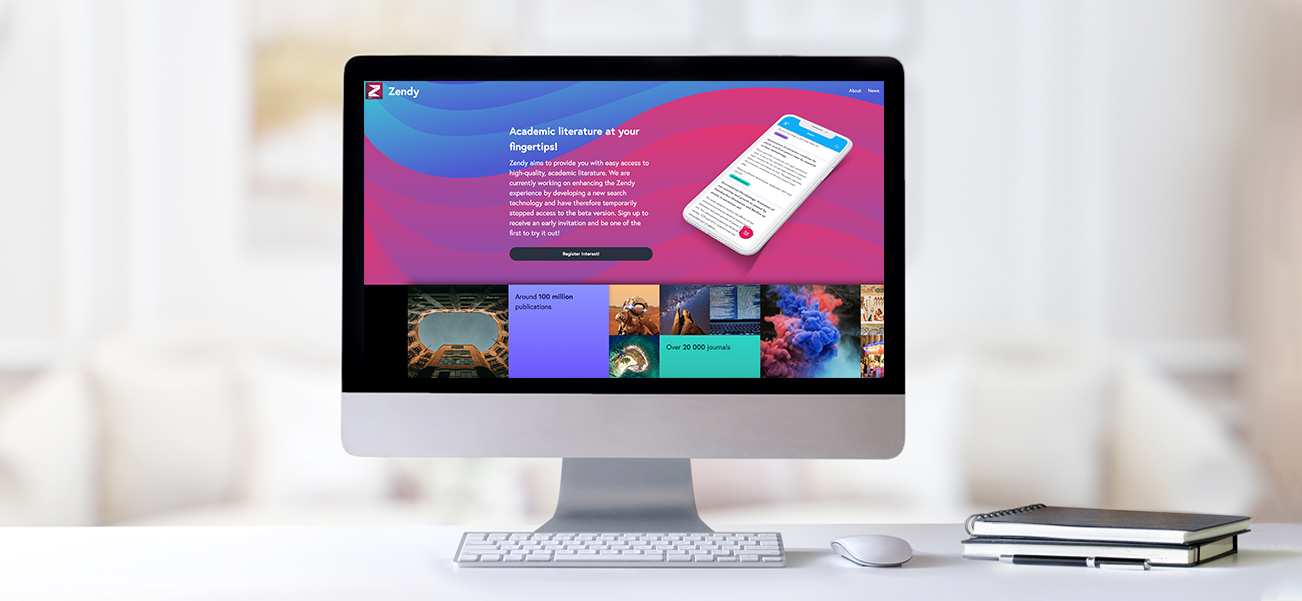 Zendy
About News
Academic literature at your
fingertips!
Zendy aims to provide you with easy access to
high-quality, academic literature. We are
currently working on enhancing the Zendy
experience by developing a new search
technology and have therefore temporarily
stopped access to the beta version. Sign up to
receive an early invitation and be one of the
first to try it out!
Register interest!
Around 100 million
publications
Over 20 000 journals